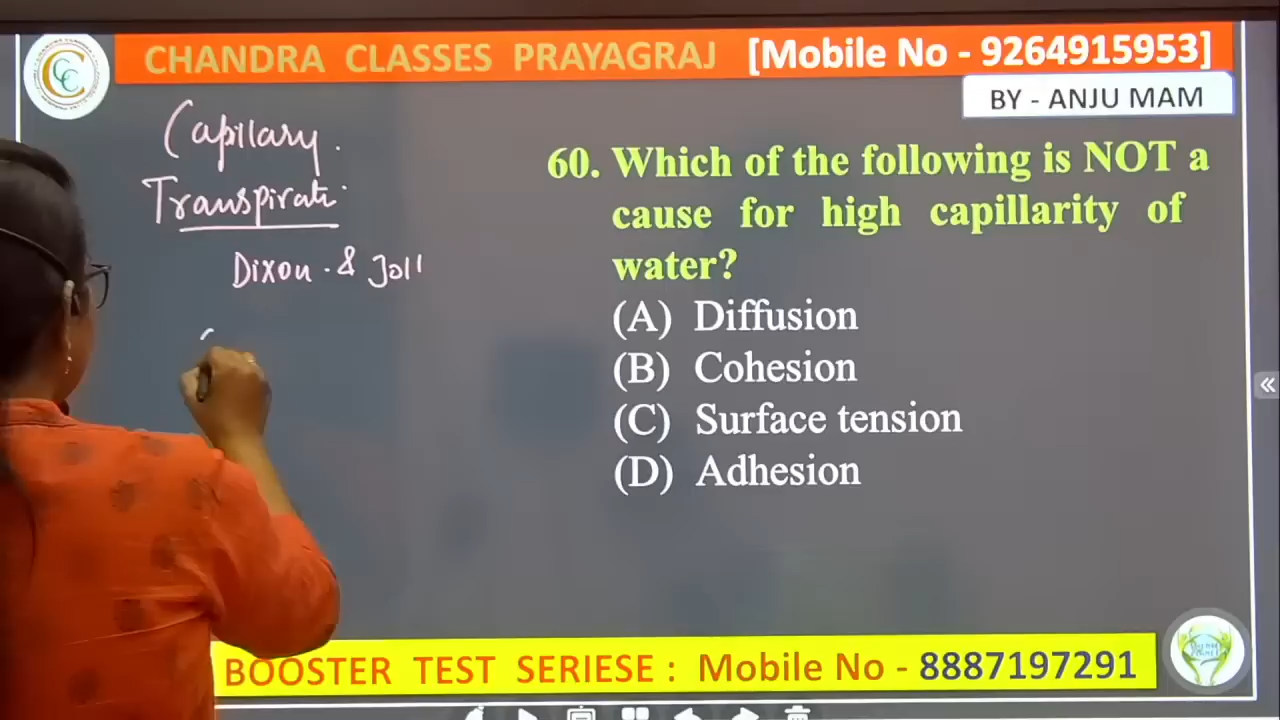 CHANDRA CLASSES PRAYAGRAJ [Mobile No - 9264915953]
BY - ANJU MAM
Capillary.
Transpirati
Dixon & Joll
60. Which of the following is NOT a
cause for high capillarity of
water?
(A) Diffusion
(B) Cohesion
(C) Surface tension
(D) Adhesion
BOOSTER TEST SERIESE : Mobile No - 8887197291